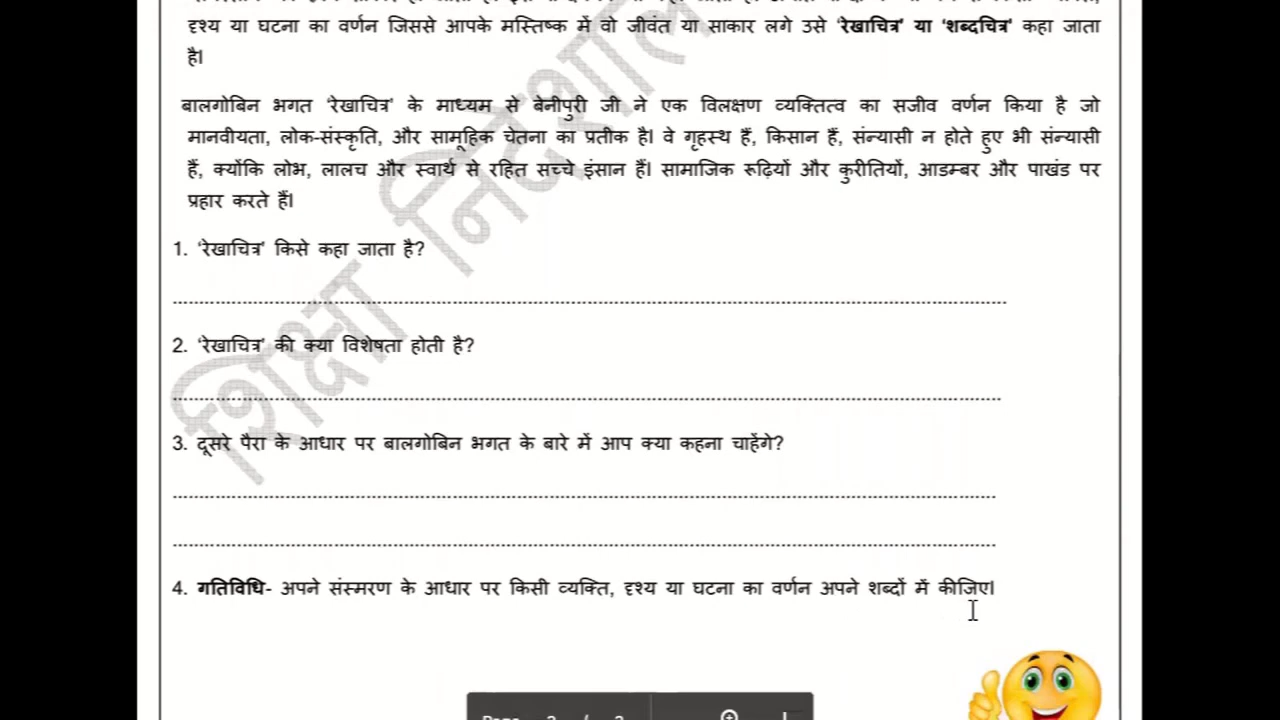 दृश्य या घटना का वर्णन जिससे आपके मस्तिष्क में वो जीवंत या साकार लगे उसे ‘रेखाचित्र’ या ‘शब्दचित्र’ कहा जाता
है।
बालगोबिन भगत ‘रेखाचित्र’ के माध्यम से बेनीपुरी जी ने एक विलक्षण व्यक्तित्व का सजीव वर्णन किया है जो
मानवीयता, लोक-संस्कृति, और सामूहिक चेतना का प्रतीक है। वे गृहस्थ हैं, किसान हैं, संन्यासी न होते हुए भी संन्यासी
हैं, क्योंकि लोभ, लालच और स्वार्थ से रहित सच्चे इंसान हैं। सामाजिक रूढ़ियों और कुरीतियों, आडम्बर और पाखंड पर
प्रहार करते हैं।
1. ‘रेखाचित्र’ किसे कहा जाता है?
2. ‘रेखाचित्र’ की क्या विशेषता होती है?
3. दूसरे पैरा के आधार पर बालगोबिन भगत के बारे में आप क्या कहना चाहेंगे?
4. गतिविधि- अपने संस्मरण के आधार पर किसी व्यक्ति, दृश्य या घटना का वर्णन अपने शब्दों में कीजिए।
शिक्षा